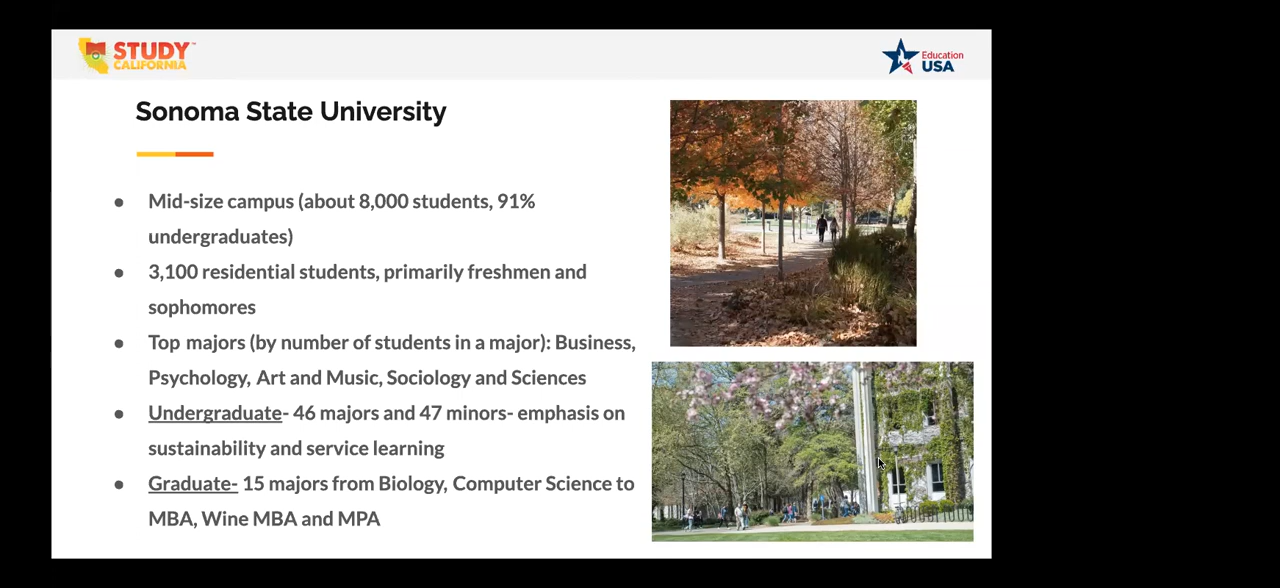 STUDY™
CALIFORNIA
Education
USA
Sonoma State University
● Mid-size campus (about 8,000 students, 91%
undergraduates)
● 3,100 residential students, primarily freshmen and
sophomores
● Top majors (by number of students in a major): Business,
Psychology, Art and Music, Sociology and Sciences
● Undergraduate- 46 majors and 47 minors- emphasis on
sustainability and service learning
● Graduate- 15 majors from Biology, Computer Science to
MBA, Wine MBA and MPA